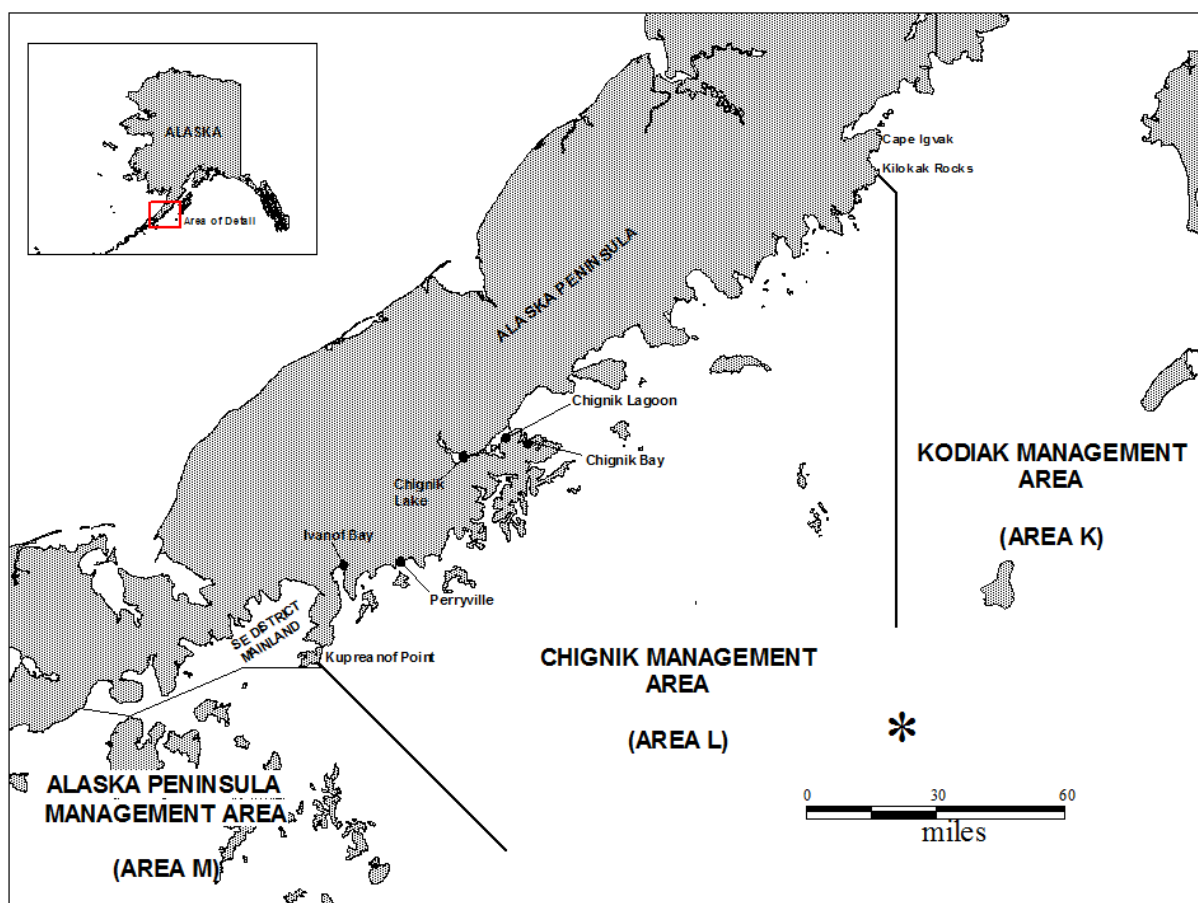 ALASKA
Area of Detail
Cape Igvak
Kilokak Rocks
ALASKA PENINSULA
Chignik Lagoon
Chignik Bay
Chignik
Lake
Ivanof Bay
Perryville
SE DISTRICT
MAINLAND
Kupreanof Point
KODIAK MANAGEMENT
AREA
(AREA K)
CHIGNIK MANAGEMENT
AREA
(AREA L)
*
ALASKA PENINSULA
MANAGEMENT AREA
(AREA M)
0 30 60
miles